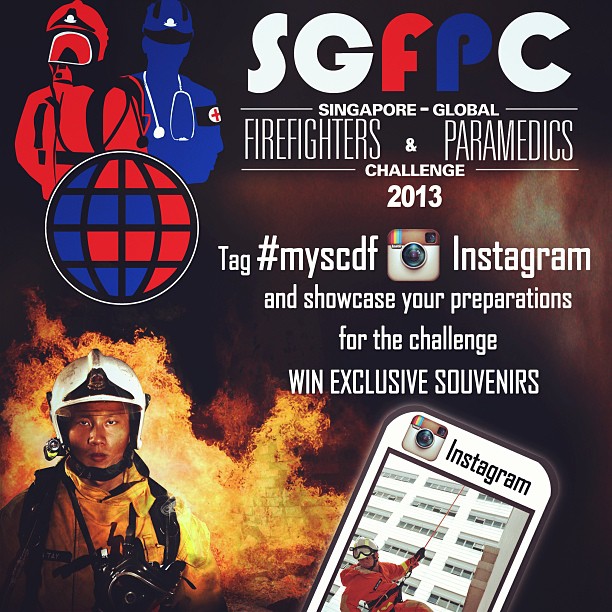 SGFPC
SINGAPORE - GLOBAL
FIREFIGHTERS & PARAMEDICS
CHALLENGE
2013
Tag #myscdf Instagram
and showcase your preparations
for the challenge
WIN EXCLUSIVE SOUVENIRS
Instagram